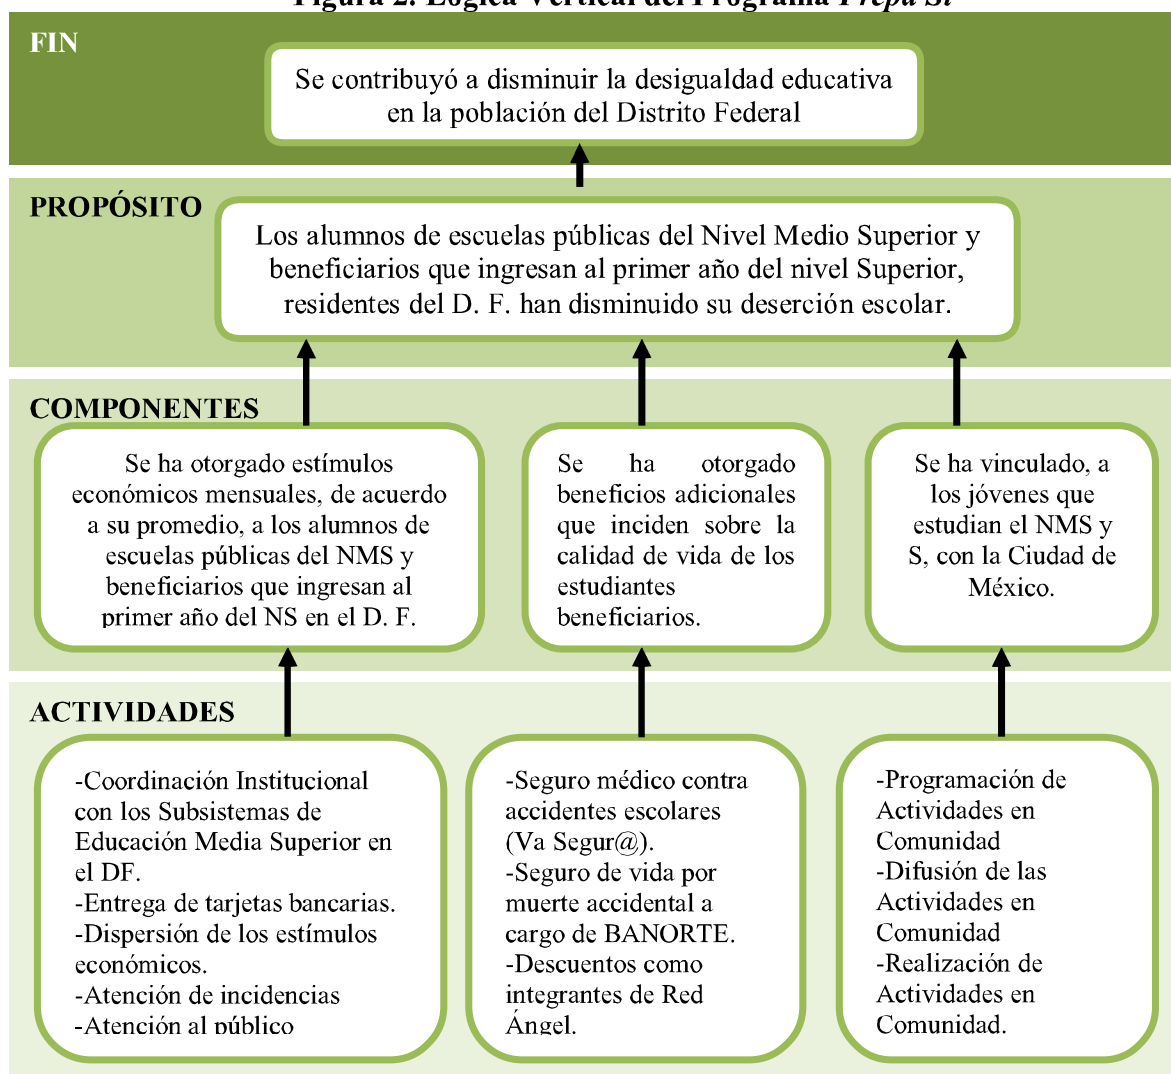 Figura 2. Lógica Vertical del Programa Prepa Sí
FIN
Se contribuyó a disminuir la desigualdad educativa
en la población del Distrito Federal
PROPÓSITO
Los alumnos de escuelas públicas del Nivel Medio Superior y
beneficiarios que ingresan al primer año del nivel Superior,
residentes del D. F. han disminuido su deserción escolar.
COMPONENTES
Se ha otorgado estímulos
económicos mensuales, de acuerdo
a su promedio, a los alumnos de
escuelas públicas del NMS y
beneficiarios que ingresan al
primer año del NS en el D. F.
Se ha otorgado
beneficios adicionales
que inciden sobre la
calidad de vida de los
estudiantes
beneficiarios.
Se ha vinculado, a
los jóvenes que
estudian el NMS y
S, con la Ciudad de
México.
ACTIVIDADES
-Coordinación Institucional
con los Subsistemas de
Educación Media Superior en
el DF.
-Entrega de tarjetas bancarias.
-Dispersión de los estímulos
económicos.
-Atención de incidencias
-Atención al público
-Seguro médico contra
accidentes escolares
(Va Segur@).
-Seguro de vida por
muerte accidental a
cargo de BANORTE.
-Descuentos como
integrantes de Red
Ángel.
-Programación de
Actividades en
Comunidad
-Difusión de las
Actividades en
Comunidad
-Realización de
Actividades en
Comunidad.